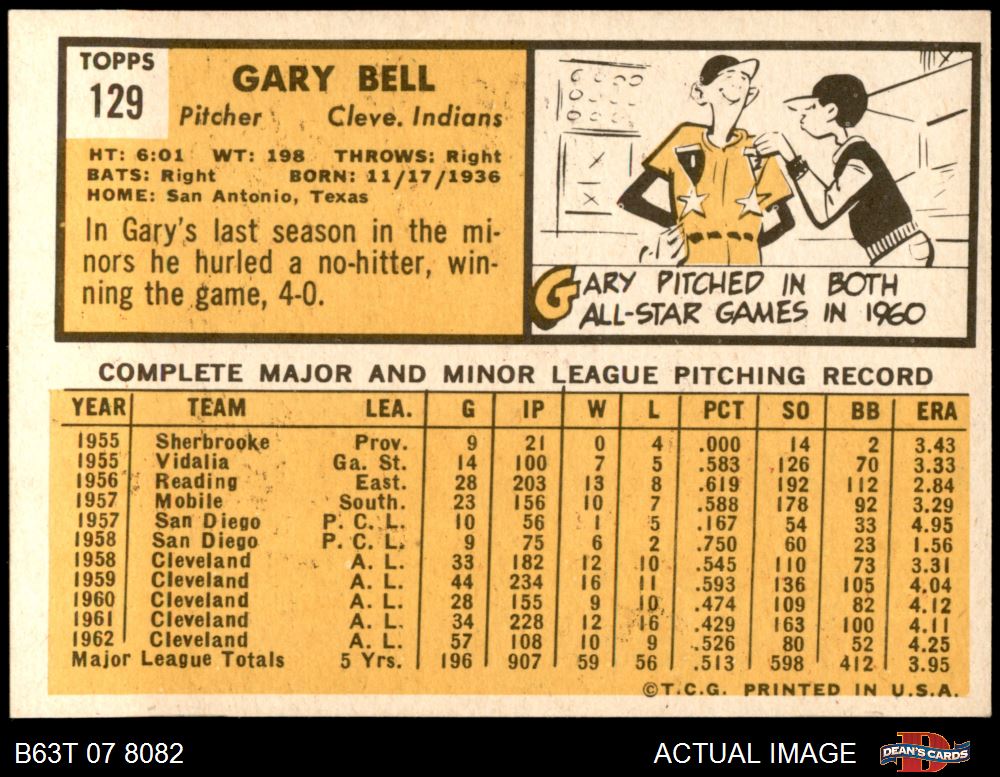 TOPPS
129
GARY BELL
Pitcher Cleve. Indians
HT: 6:01 WT: 198 THROWS: Right
BATS: Right BORN: 11/17/1936
HOME: San Antonio, Texas
In Gary's last season in the mi-
nors he hurled a no-hitter, win-
ning the game, 4-0.
GARY PITCHED IN BOTH
ALL-STAR GAMES IN 1960
COMPLETE MAJOR AND MINOR LEAGUE PITCHING RECORD
YEAR TEAM LEA. G IP W L PCT SO BB ERA
1955 Sherbrooke Prov. 9 21 0 4 .000 14 2 3.43
1955 Vidalia Ga. St. 14 100 7 5 .583 126 70 3.33
1956 Reading East. 28 203 13 8 .619 192 112 2.84
1957 Mobile South. 23 156 10 7 .588 178 92 3.29
1957 San Diego P. C. L. 10 56 1 5 .167 54 33 4.95
1958 San Diego P. C. L. 9 75 6 2 .750 60 23 1.56
1958 Cleveland A. L. 33 182 12 10 .545 110 73 3.31
1959 Cleveland A. L. 44 234 16 11 .593 136 105 4.04
1960 Cleveland A. L. 28 155 9 10 .474 109 82 4.12
1961 Cleveland A. L. 34 228 12 16 .429 163 100 4.11
1962 Cleveland A. L. 57 108 10 9 .526 80 52 4.25
Major League Totals 5 Yrs. 196 907 59 56 .513 598 412 3.95
©T.C.G. PRINTED IN U.S.A.
B63T 07 8082 ACTUAL IMAGE DEAN'S CARDS